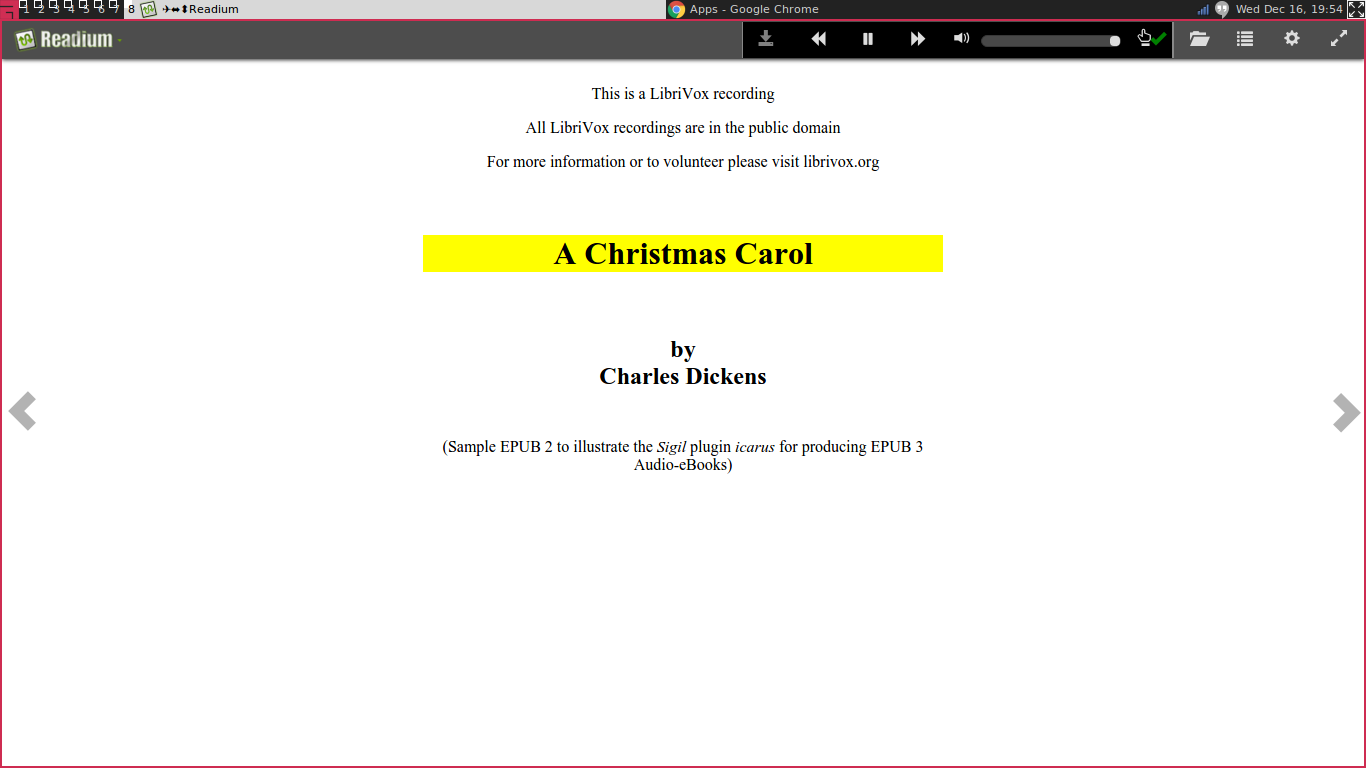 1 2 3 4 5 6 7 8 Readium
Apps - Google Chrome
Wed Dec 16, 19:54
Readium
This is a LibriVox recording
All LibriVox recordings are in the public domain
For more information or to volunteer please visit librivox.org
A Christmas Carol
by
Charles Dickens
(Sample EPUB 2 to illustrate the Sigil plugin icarus for producing EPUB 3
Audio-eBooks)